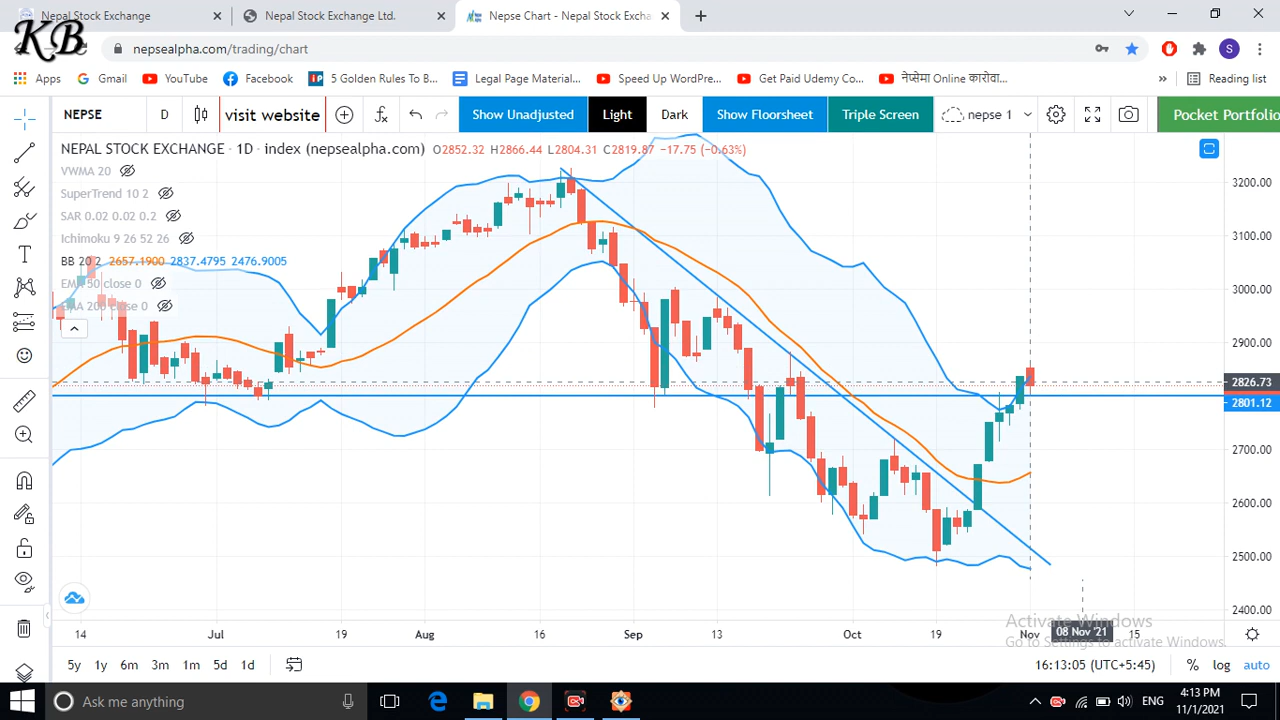 Nepal Stock Exchange
Nepal Stock Exchange Ltd.
Nepse Chart - Nepal Stock Excha
KB
nepsealpha.com/trading/chart
S
Apps
Gmail
YouTube
Facebook
5 Golden Rules To B...
Legal Page Material...
Speed Up WordPre...
Get Paid Udemy Co...
नेप्सेमा Online कारोवा...
»
Reading list
NEPSE
D
visit website
Show Unadjusted
Light
Dark
Show Floorsheet
Triple Screen
nepse 1
Pocket Portfolio
NEPAL STOCK EXCHANGE · 1D · index (nepsealpha.com) O2852.32 H2866.44 L2804.31 C2819.87 −17.75 (−0.63%)
VWMA 20
SuperTrend 10 2
SAR 0.02 0.02 0.2
Ichimoku 9 26 52 26
BB 20 2 2657.1900 2837.4795 2476.9005
EMA 50 close 0
EMA 200 close 0
3200.00
3100.00
3000.00
2900.00
2826.73
2801.12
2700.00
2600.00
2500.00
2400.00
14
Jul
19
Aug
16
Sep
13
Oct
19
Nov
08 Nov '21
15
Activate Windows
Go to Settings to activate Windows.
5y
1y
6m
3m
1m
5d
1d
16:13:05 (UTC+5:45)
%
log
auto
Ask me anything
ENG
4:13 PM
11/1/2021